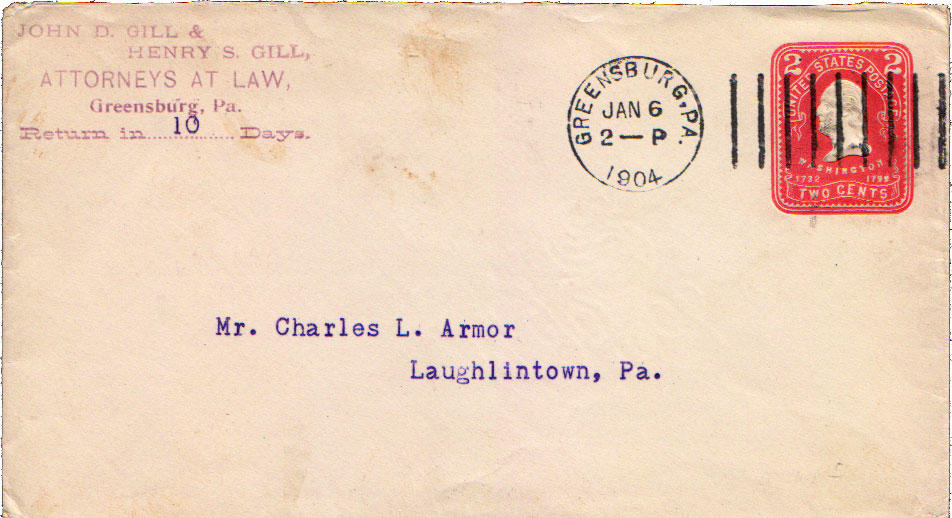 JOHN D. GILL &
HENRY S. GILL,
ATTORNEYS AT LAW,
Greensburg, Pa.
Return in 10 Days.
GREENSBURG, PA.
JAN 6
2 — P
1904
2 UNITED STATES POSTAGE 2
WASHINGTON
1732 1799
TWO CENTS
Mr. Charles L. Armor
Laughlintown, Pa.